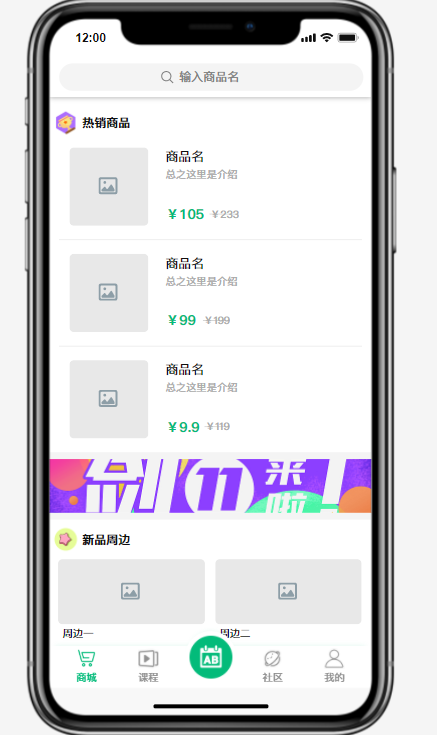 12:00
输入商品名
热销商品
商品名
总之这里是介绍
￥105 ￥233
商品名
总之这里是介绍
￥99 ￥199
商品名
总之这里是介绍
￥9.9 ￥119
11 来啦
新品周边
周边一 周边二
AB
商城 课程 社区 我的